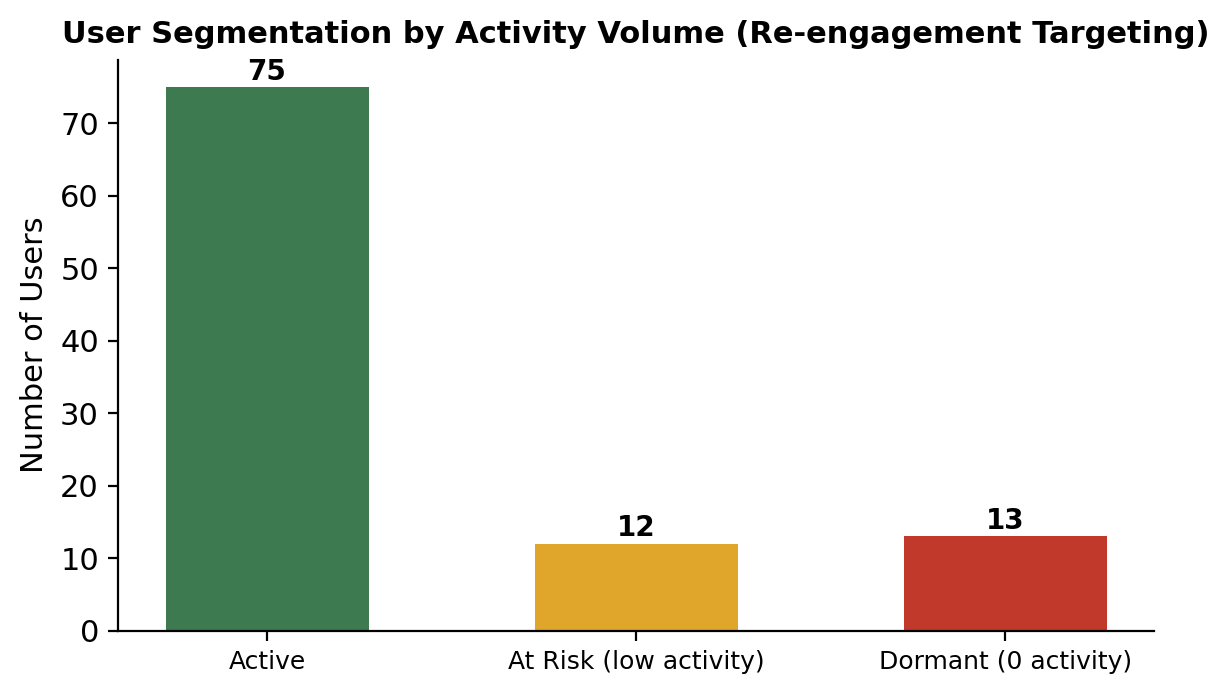 User Segmentation by Activity Volume (Re-engagement Targeting)
75
12
13
Number of Users
70
60
50
40
30
20
10
0
Active
At Risk (low activity)
Dormant (0 activity)